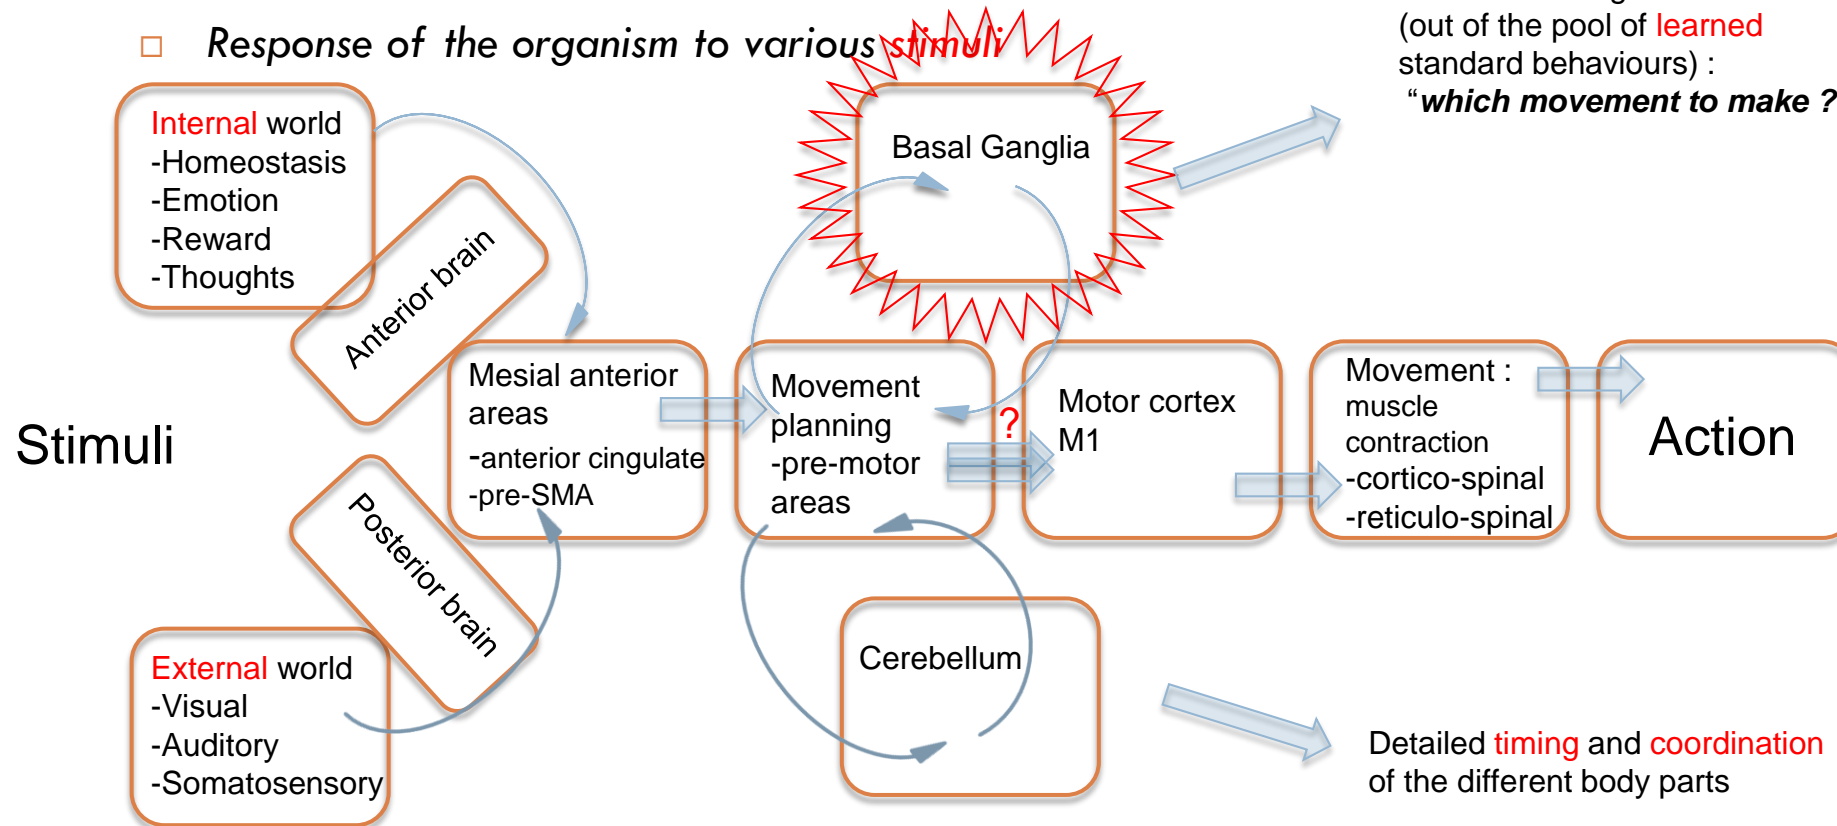 Response of the organism to various stimuli
(out of the pool of learned
standard behaviours) :
“which movement to make ?
Internal world
-Homeostasis
-Emotion
-Reward
-Thoughts
Anterior brain
Basal Ganglia
Stimuli
Mesial anterior
areas
-anterior cingulate
-pre-SMA
Movement
planning
-pre-motor
areas
?
Motor cortex
M1
Movement :
muscle
contraction
-cortico-spinal
-reticulo-spinal
Action
Posterior brain
External world
-Visual
-Auditory
-Somatosensory
Cerebellum
Detailed timing and coordination
of the different body parts